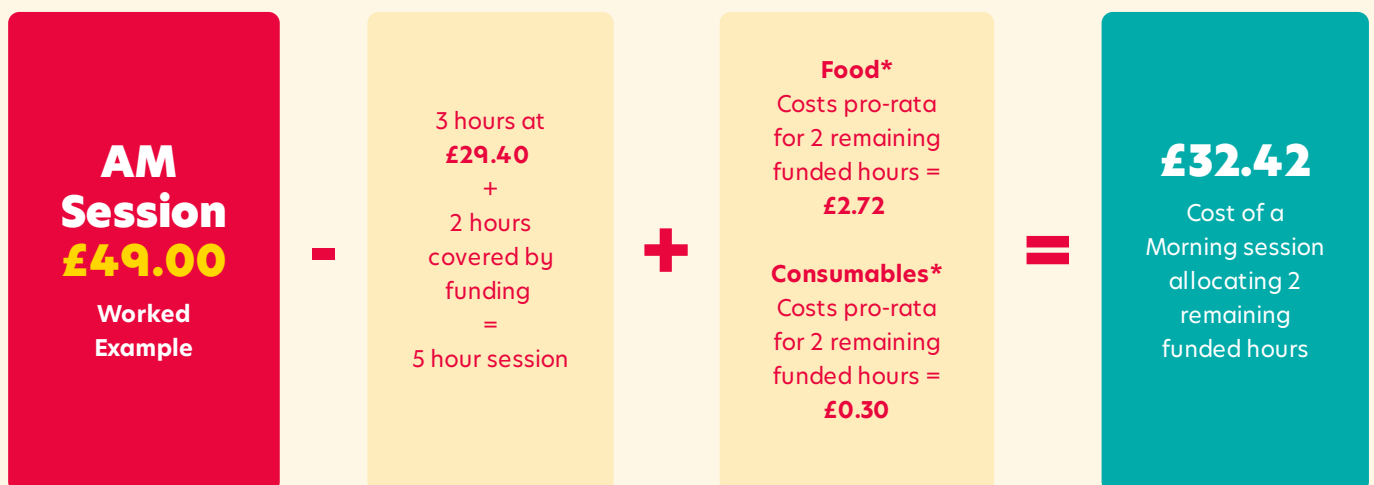 AM
Session
£49.00
Worked
Example
-
3 hours at
£29.40
+
2 hours
covered by
funding
=
5 hour session
+
Food*
Costs pro-rata
for 2 remaining
funded hours =
£2.72
Consumables*
Costs pro-rata
for 2 remaining
funded hours =
£0.30
=
£32.42
Cost of a
Morning session
allocating 2
remaining
funded hours